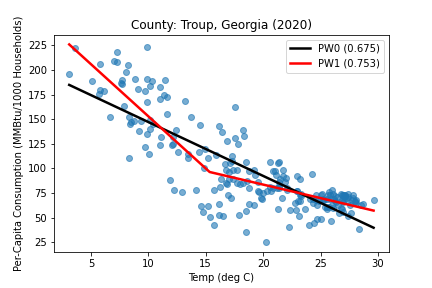 County: Troup, Georgia (2020)
PW0 (0.675)
PW1 (0.753)
Per-Capita Consumption (MMBtu/1000 Households)
225
200
175
150
125
100
75
50
25
5 10 15 20 25 30
Temp (deg C)